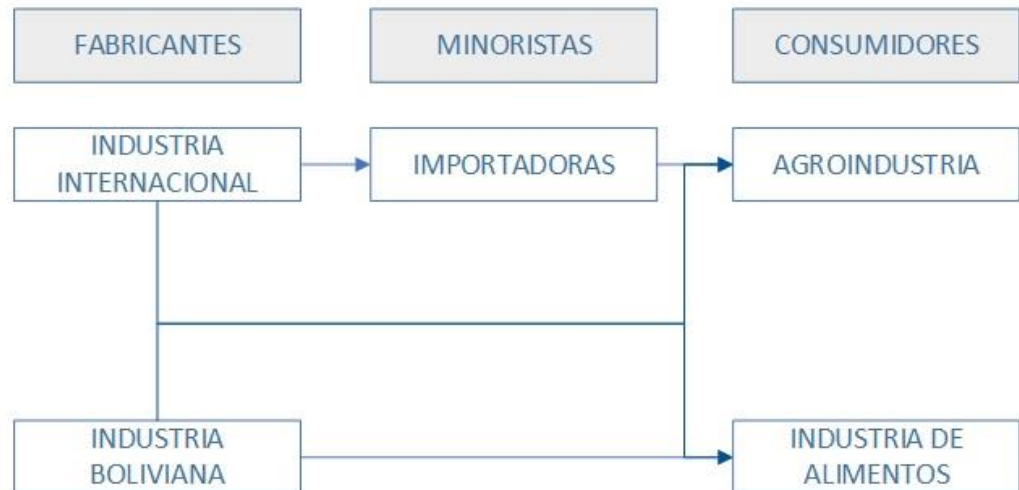 FABRICANTES
MINORISTAS
CONSUMIDORES
INDUSTRIA
INTERNACIONAL
IMPORTADORAS
AGROINDUSTRIA
INDUSTRIA
BOLIVIANA
INDUSTRIA DE
ALIMENTOS